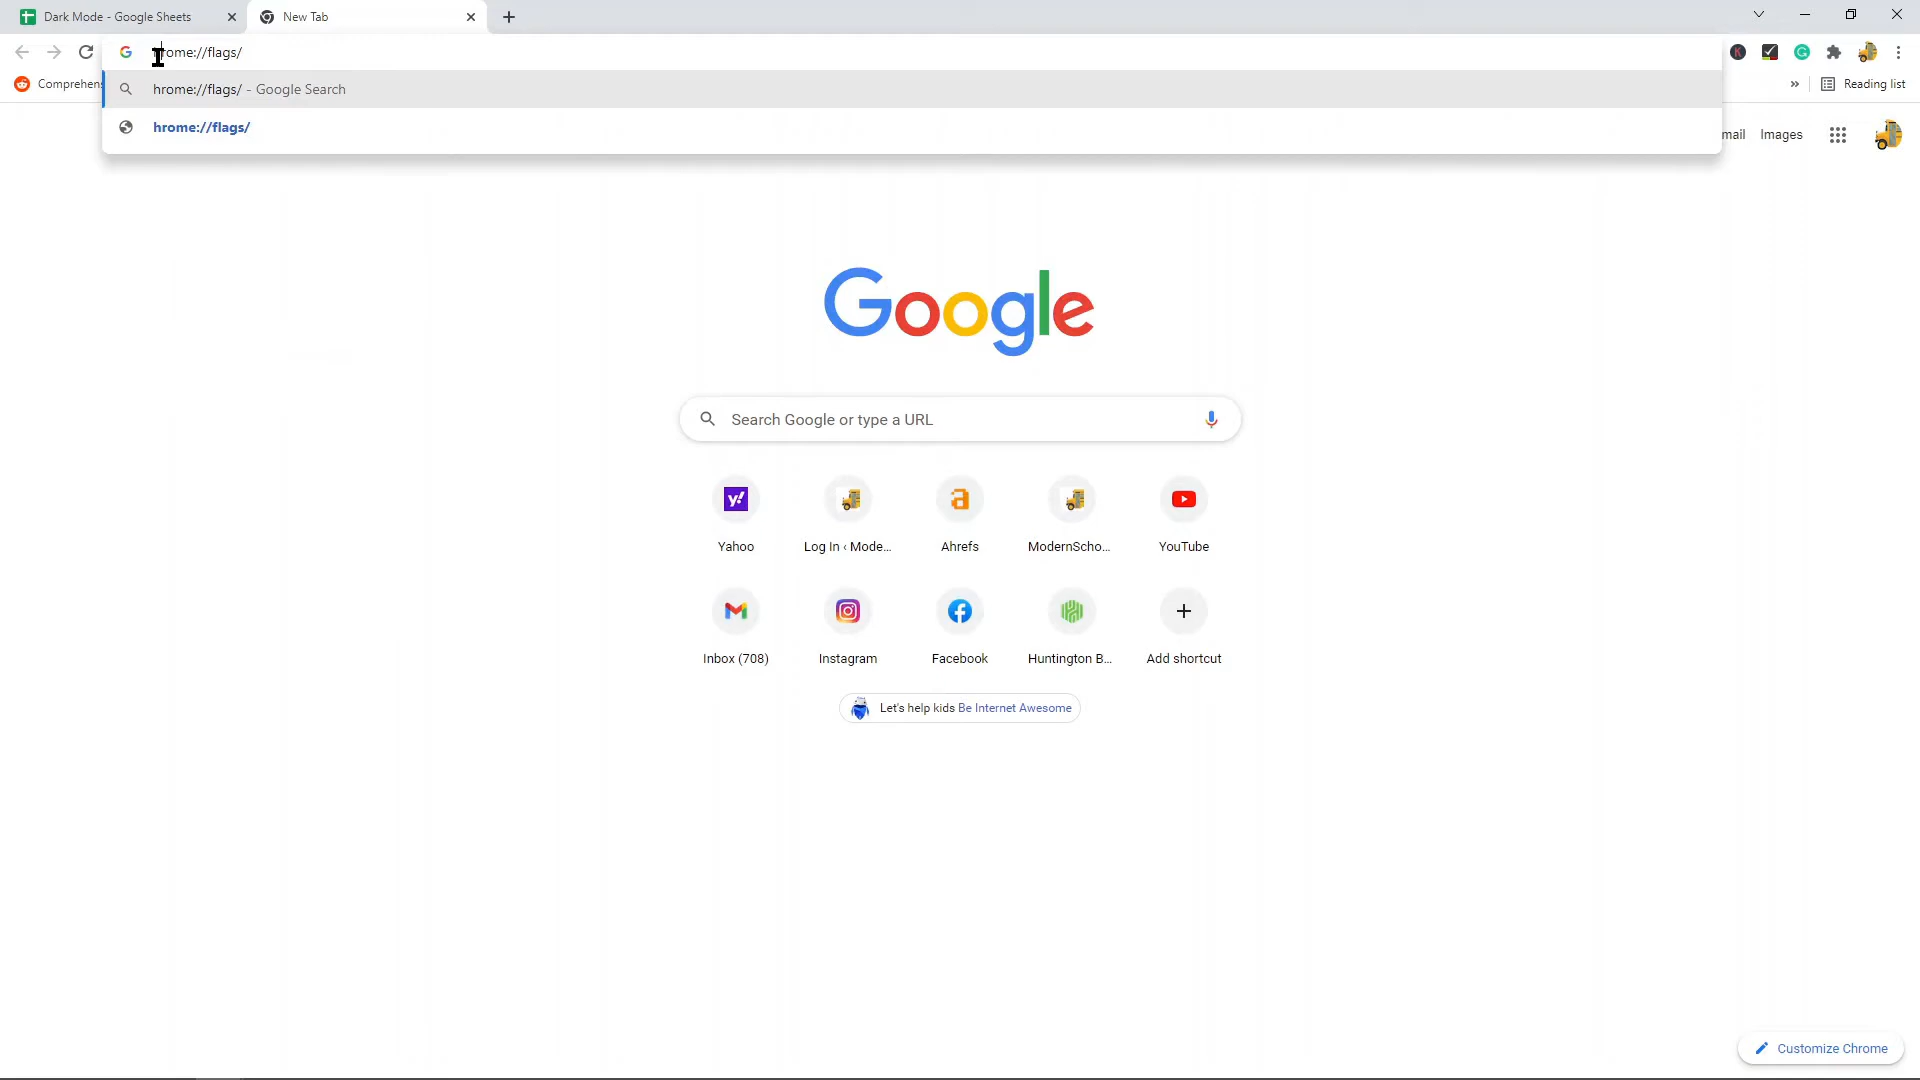 Dark Mode - Google Sheets
New Tab
hrome://flags/
hrome://flags/ - Google Search
hrome://flags/
Comprehens
Reading list
mail
Images
Google
Search Google or type a URL
Yahoo
Log In ‹ Mode...
Ahrefs
ModernScho...
YouTube
Inbox (708)
Instagram
Facebook
Huntington B...
Add shortcut
Let's help kids Be Internet Awesome
Customize Chrome